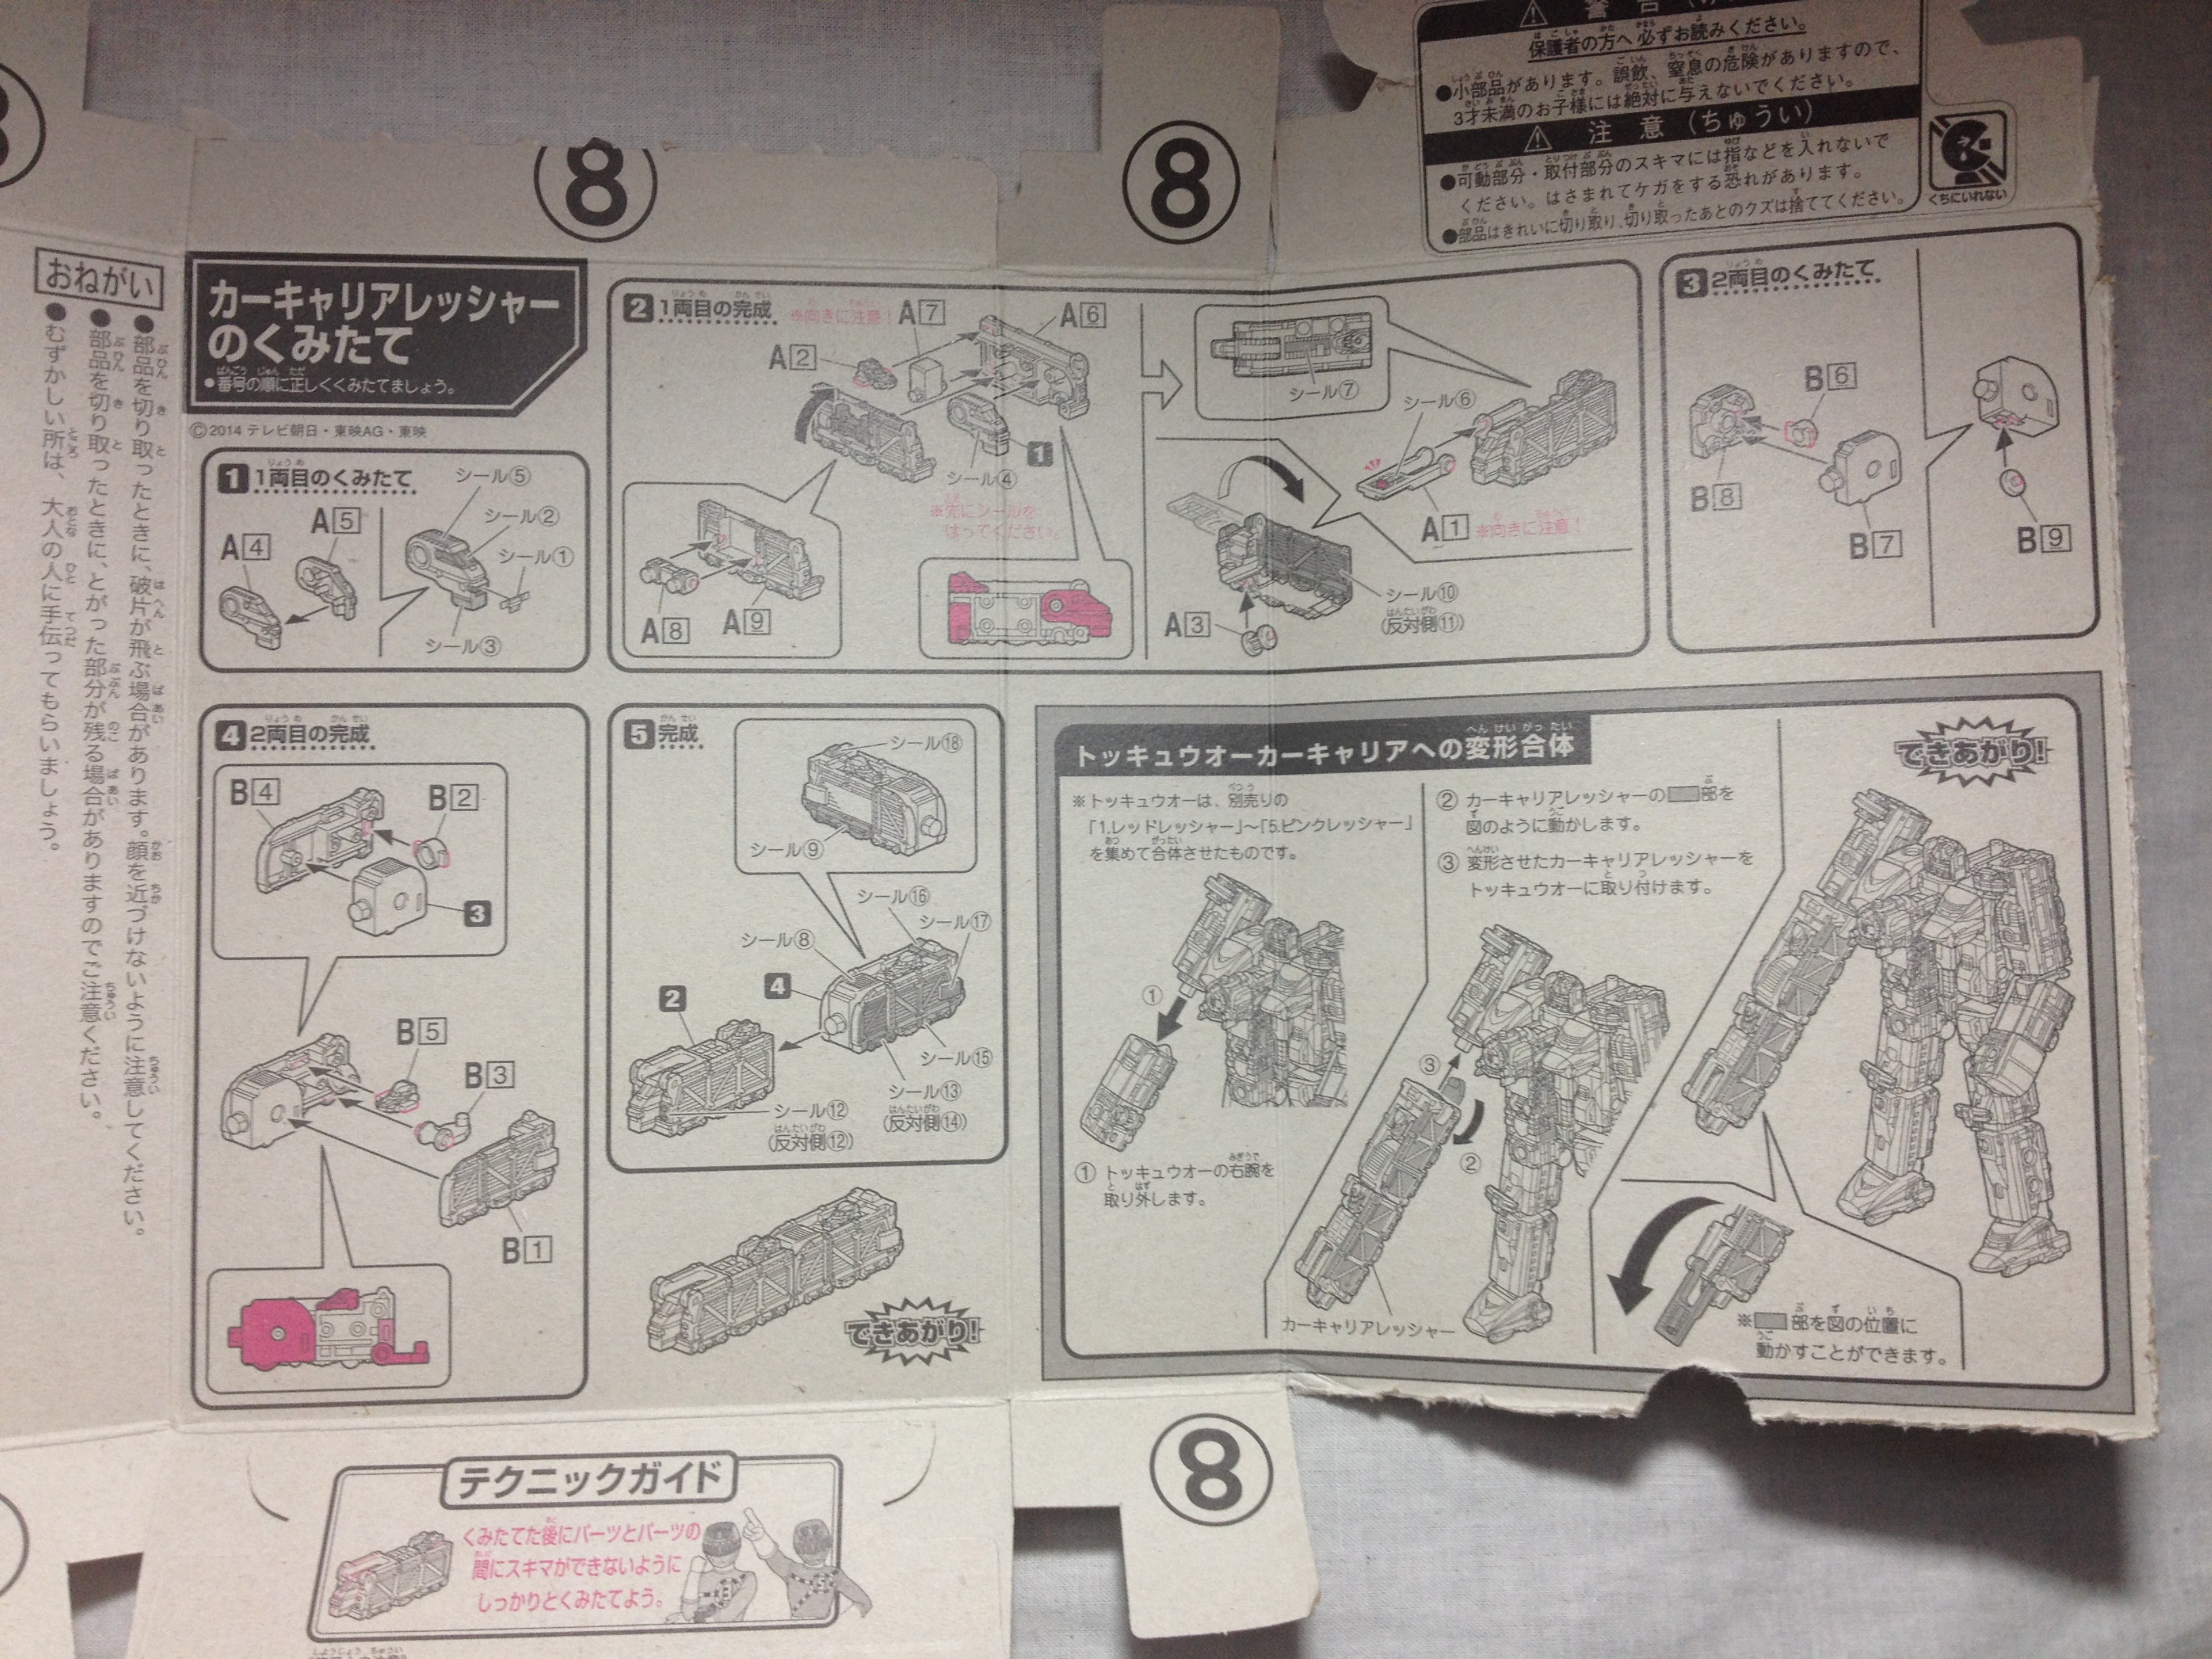 おねがい
●むずかしい所は、大人の人に手伝ってもらいましょう。
●部品を切り取ったときに、とがった部分が残る場合がありますのでご注意ください。
●部品を切り取ったときに、破片が飛ぶ場合があります。顔を近づけないように注意してください。
カーキャリアレッシャー
のくみたて
●番号の順に正しくくみたてましょう。
©2014 テレビ朝日・東映AG・東映
1 1両目のくみたて
A4
A5
シール⑤
シール②
シール①
シール③
2 1両目の完成
※向きに注意!
A2
A7
A8
A9
シール④
1
※先にシールを
はってください。
A6
A3
シール⑦
シール⑩
(反対側⑪)
シール⑥
A1
※向きに注意!
3 2両目のくみたて
B8
B6
B7
B9
4 2両目の完成
B4
B2
3
B5
B3
B1
5 完成
2
4
シール⑧
シール⑨
シール⑱
シール⑫
(反対側⑫)
シール⑯
シール⑰
シール⑬
(反対側⑭)
シール⑮
できあがり!
トッキュウオーカーキャリアへの変形合体
※トッキュウオーは、別売りの
「1.レッドレッシャー」~「5.ピンクレッシャー」
を集めて合体させたものです。
①
① トッキュウオーの右腕を
取り外します。
カーキャリアレッシャー
③
②
② カーキャリアレッシャーの 部を
図のように動かします。
③ 変形させたカーキャリアレッシャーを
トッキュウオーに取り付けます。
※ 部を図の位置に
動かすことができます。
できあがり!
テクニックガイド
くみたてた後にパーツとパーツの
間にスキマができないように
しっかりとくみたてよう。
8
8
8
保護者の方へ 必ずお読みください。
●小部品があります。誤飲、窒息の危険がありますので、
3才未満のお子様には絶対に与えないでください。
注意(ちゅうい)
●可動部分・取付部分のスキマには指などを入れないで
ください。はさまれてケガをする恐れがあります。
●部品はきれいに切り取り、切り取ったあとのクズは捨ててください。
くちにいれない